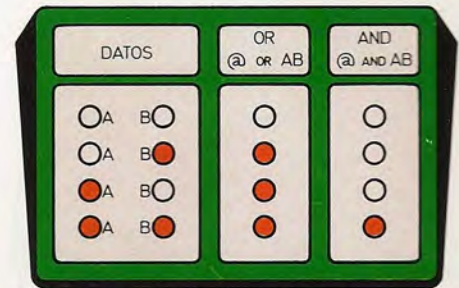 DATOS
OR
@ OR AB
AND
@ AND AB
A B
A B
A B
A B